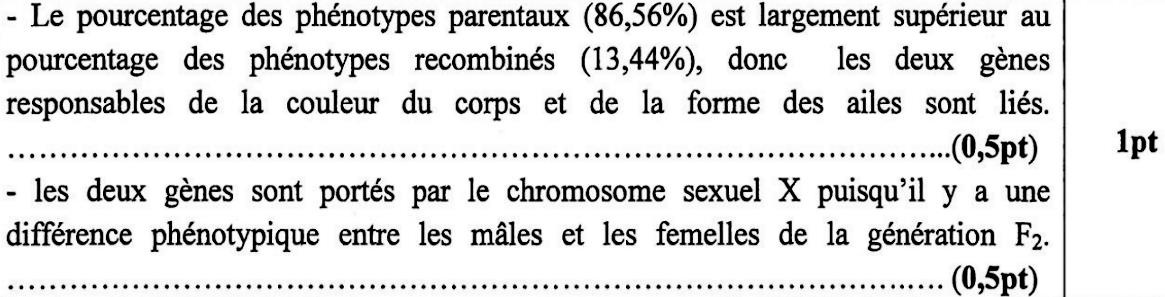 - Le pourcentage des phénotypes parentaux (86,56%) est largement supérieur au
pourcentage des phénotypes recombinés (13,44%), donc les deux gènes
responsables de la couleur du corps et de la forme des ailes sont liés.
.........................................................................................(0,5pt)
1pt
- les deux gènes sont portés par le chromosome sexuel X puisqu'il y a une
différence phénotypique entre les mâles et les femelles de la génération F₂.
......................................................................................... (0,5pt)